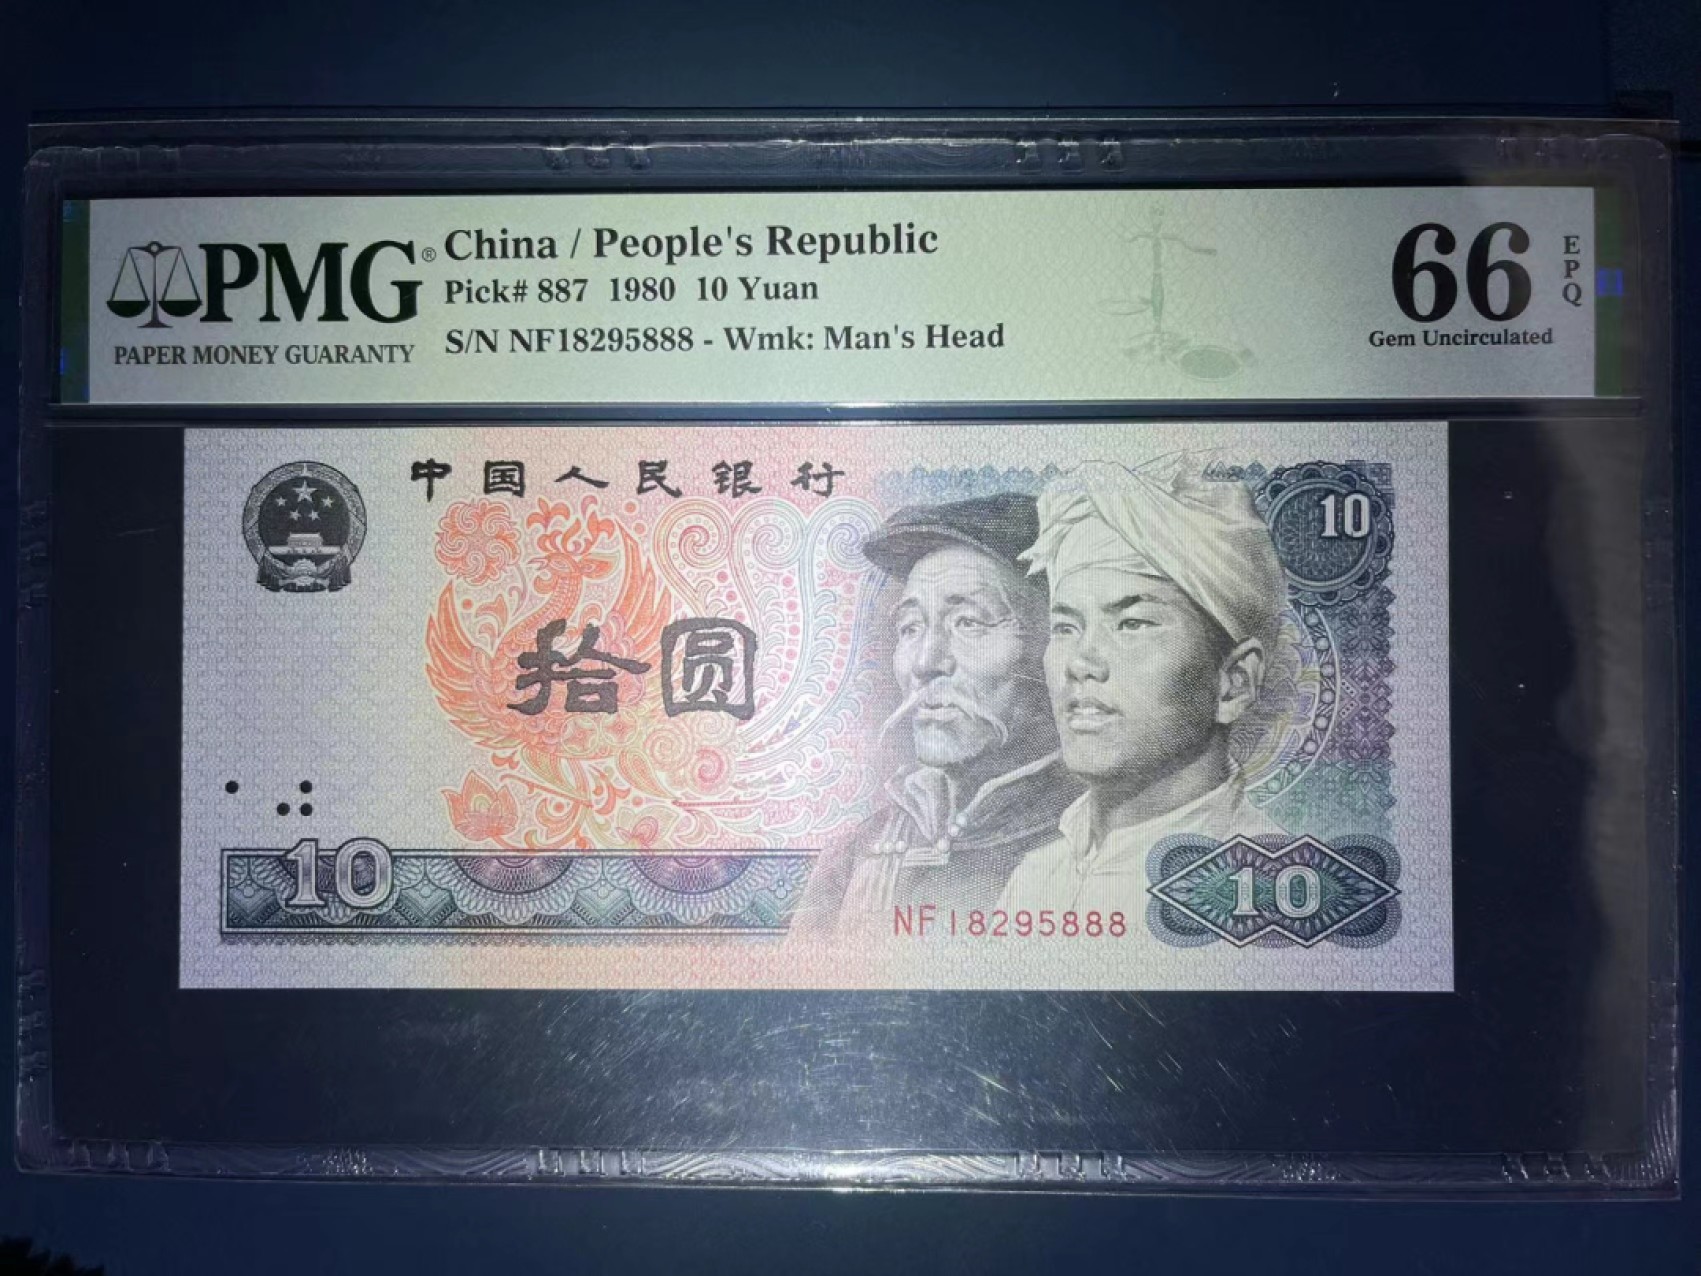 PMG®
PAPER MONEY GUARANTY
China / People's Republic
Pick# 887 1980 10 Yuan
S/N NF18295888 - Wmk: Man's Head
66
EPQ
Gem Uncirculated
中国人民银行
10
拾圆
10
NF18295888
10